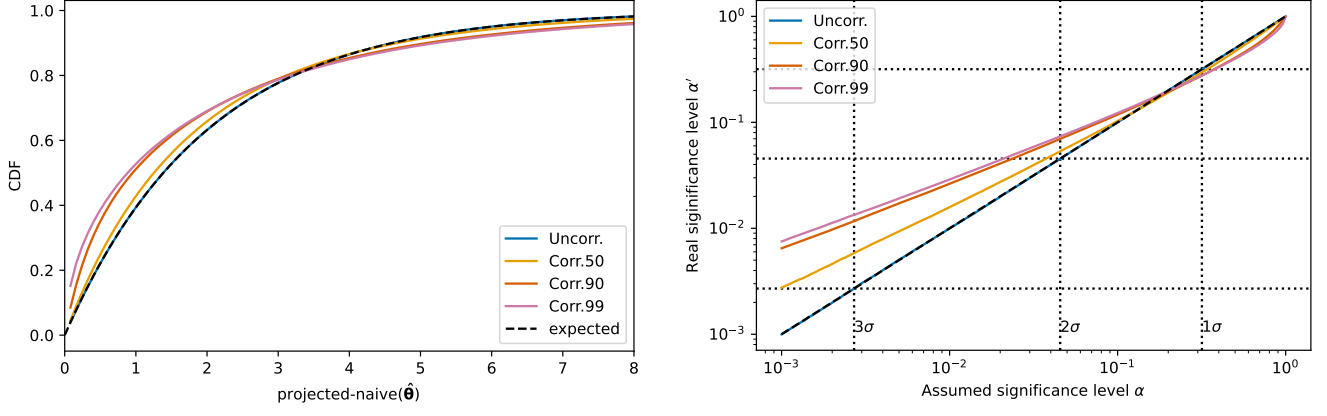 1.0
0.8
0.6
0.4
0.2
0.0
CDF
0 1 2 3 4 5 6 7 8
projected-naive(θ̂)
Uncorr.
Corr.50
Corr.90
Corr.99
expected
10⁰
10⁻¹
10⁻²
10⁻³
Real siginificance level α′
Uncorr.
Corr.50
Corr.90
Corr.99
3σ 2σ 1σ
10⁻³ 10⁻² 10⁻¹ 10⁰
Assumed significance level α